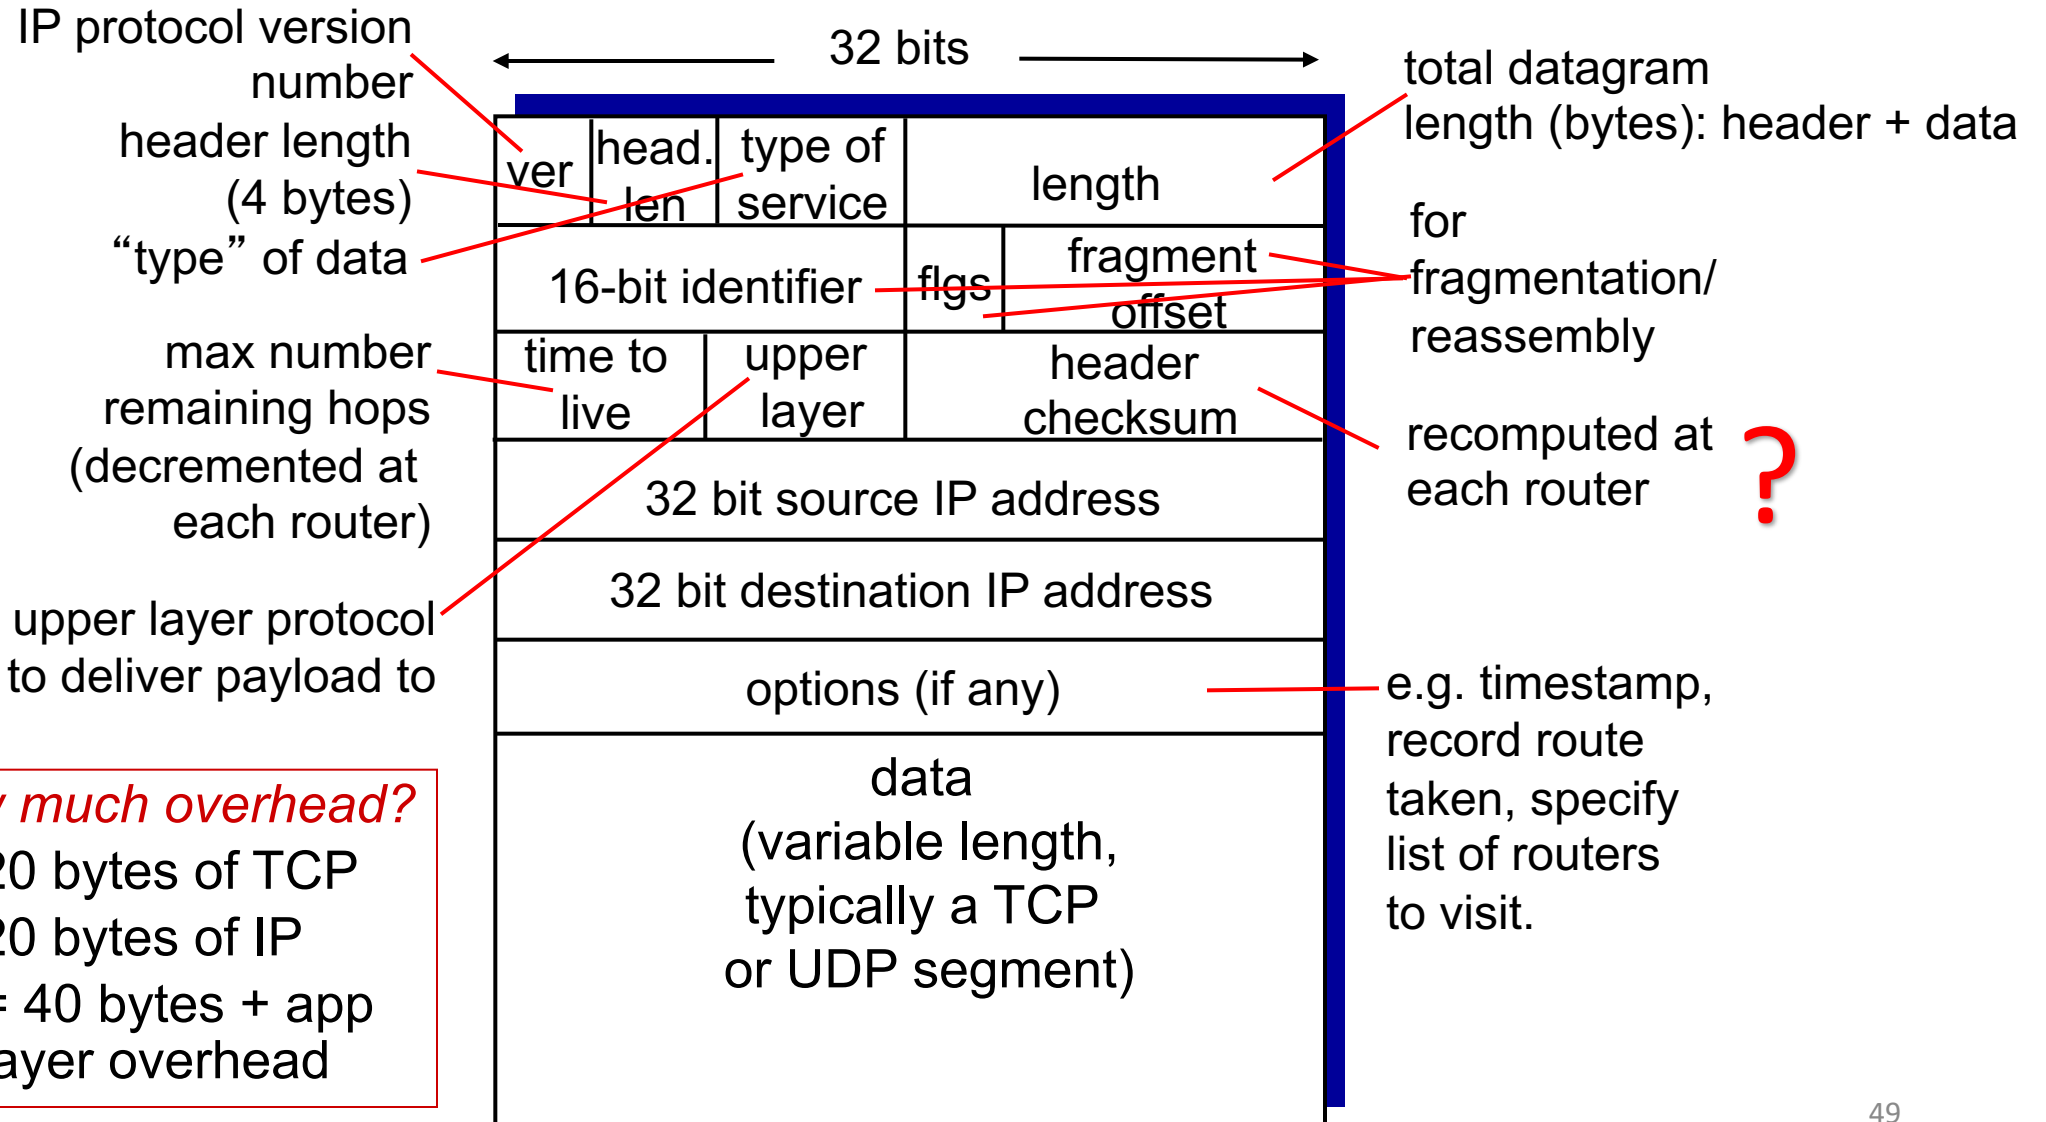 IP protocol version
number
header length
(4 bytes)
“type” of data
max number
remaining hops
(decremented at
each router)
upper layer protocol
to deliver payload to
much overhead?
20 bytes of TCP
20 bytes of IP
= 40 bytes + app
overhead
32 bits
ver
head.
len
type of
service
length
16-bit identifier
flgs
fragment
offset
time to
live
upper
layer
header
checksum
32 bit source IP address
32 bit destination IP address
options (if any)
data
(variable length,
typically a TCP
or UDP segment)
total datagram
length (bytes): header + data
for
fragmentation/
reassembly
recomputed at
each router
?
e.g. timestamp,
record route
taken, specify
list of routers
to visit.
49